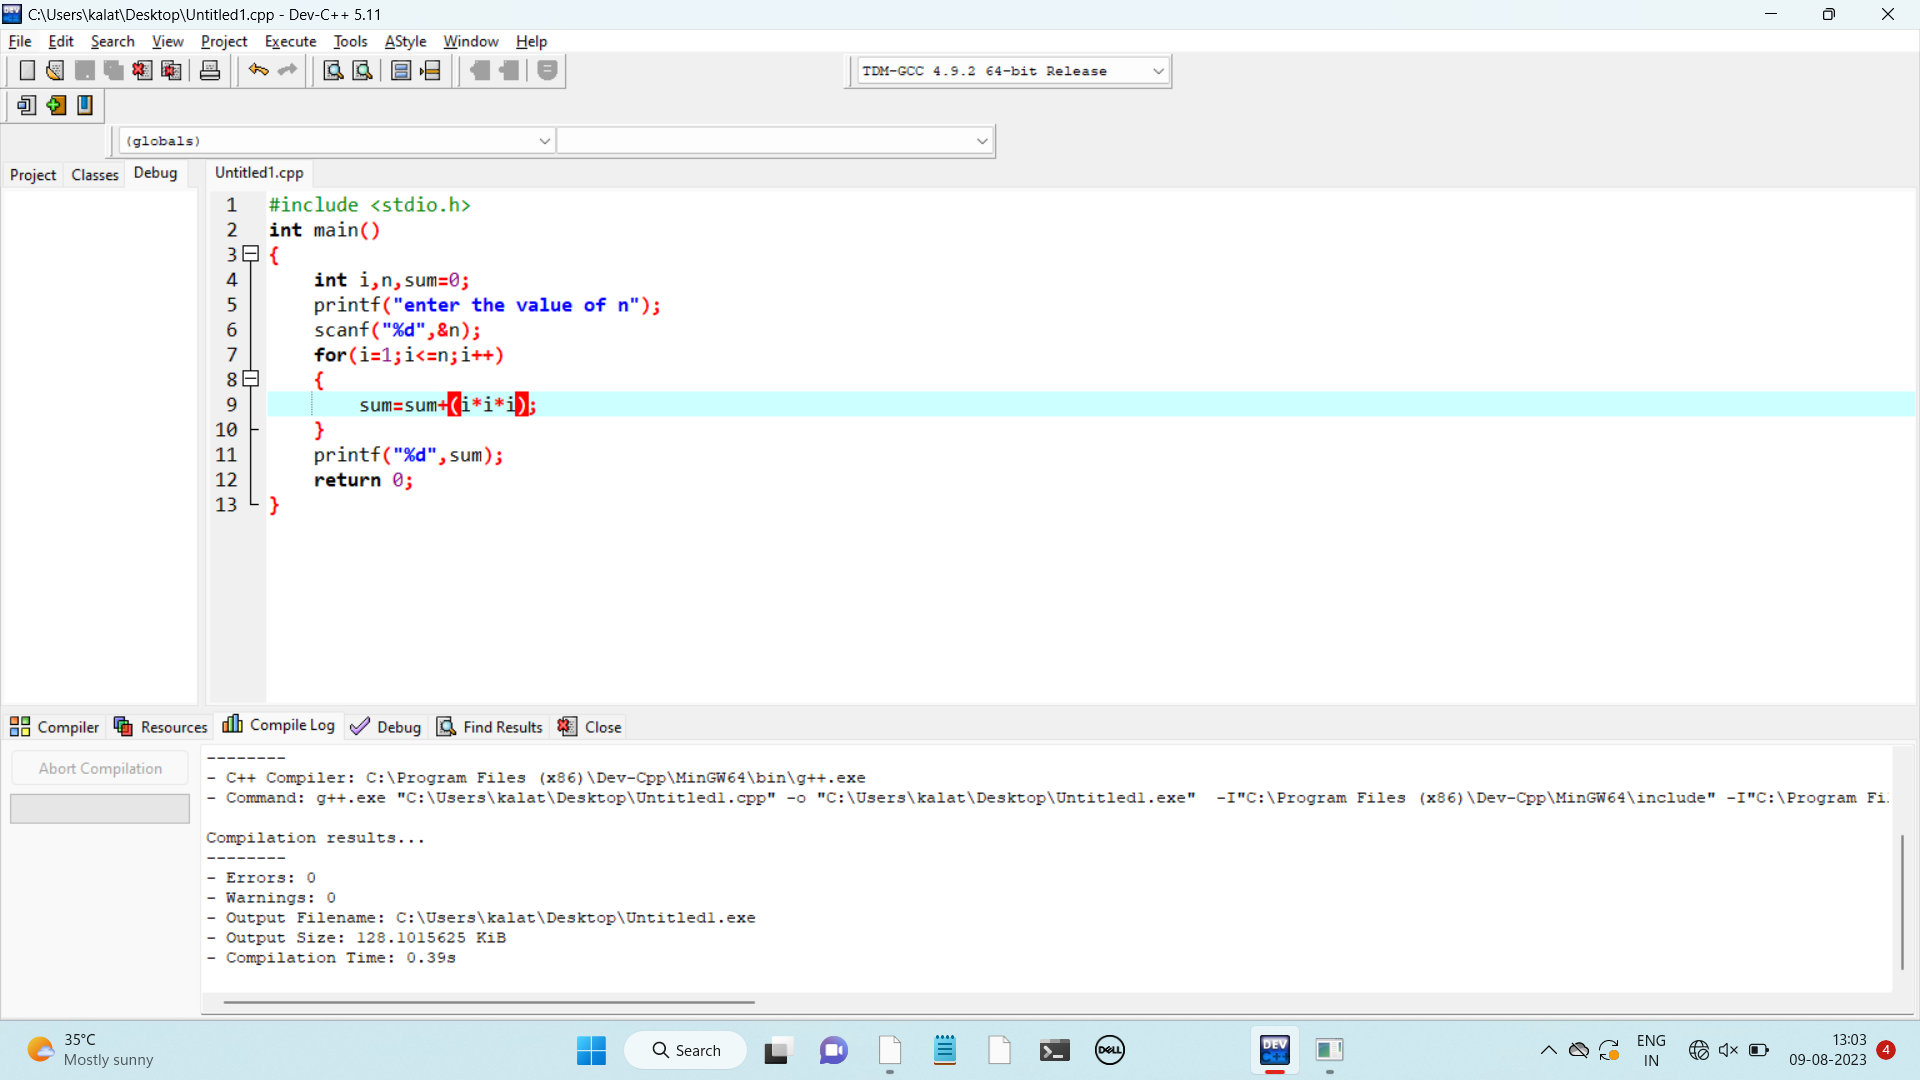 C:\Users\kalat\Desktop\Untitled1.cpp - Dev-C++ 5.11
File Edit Search View Project Execute Tools AStyle Window Help
TDM-GCC 4.9.2 64-bit Release
(globals)
Project Classes Debug Untitled1.cpp
1 #include <stdio.h>
2 int main()
3 {
4 int i,n,sum=0;
5 printf("enter the value of n");
6 scanf("%d",&n);
7 for(i=1;i<=n;i++)
8 {
9 sum=sum+(i*i*i);
10 }
11 printf("%d",sum);
12 return 0;
13 }
Compiler Resources Compile Log Debug Find Results Close
Abort Compilation
--------
- C++ Compiler: C:\Program Files (x86)\Dev-Cpp\MinGW64\bin\g++.exe
- Command: g++.exe "C:\Users\kalat\Desktop\Untitled1.cpp" -o "C:\Users\kalat\Desktop\Untitled1.exe" -I"C:\Program Files (x86)\Dev-Cpp\MinGW64\include" -I"C:\Program Fi
Compilation results...
--------
- Errors: 0
- Warnings: 0
- Output Filename: C:\Users\kalat\Desktop\Untitled1.exe
- Output Size: 128.1015625 KiB
- Compilation Time: 0.39s
35°C
Mostly sunny
Search
DELL
DEV
C++
ENG
IN
13:03
09-08-2023
4